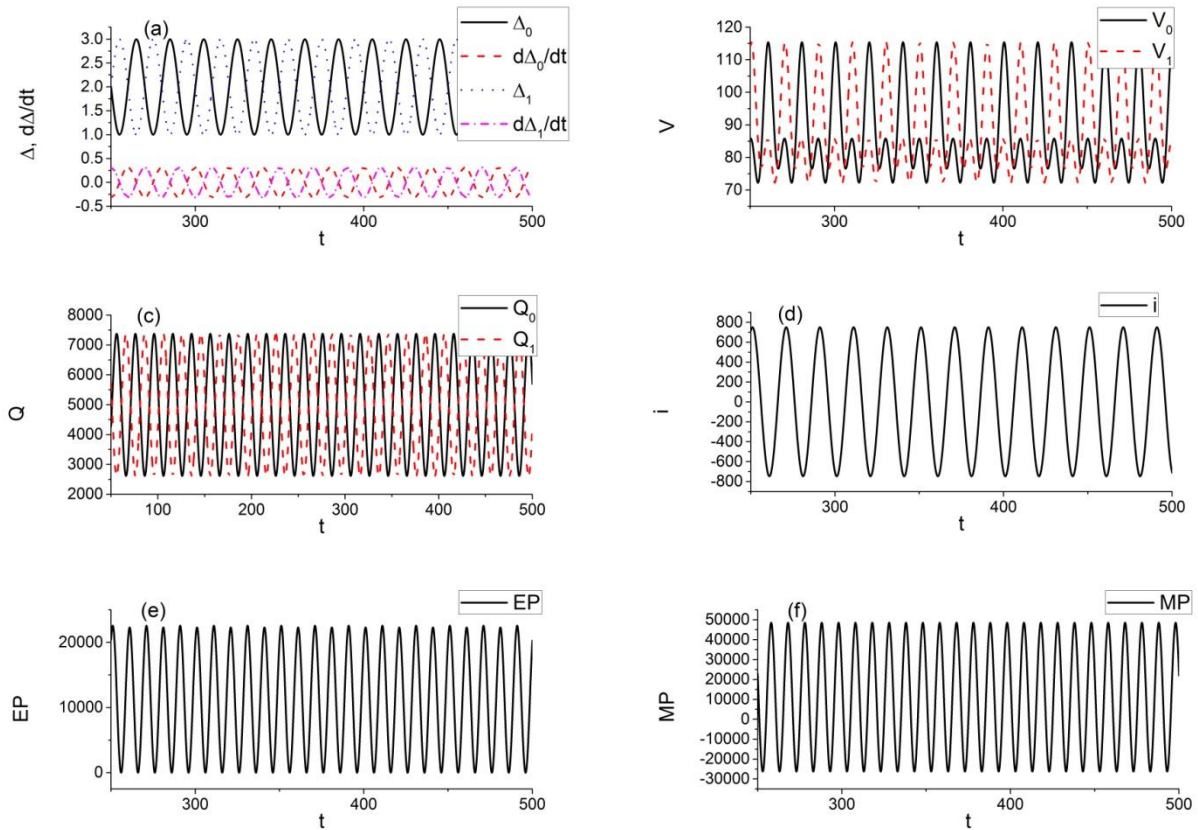 (a)
Δ₀
dΔ₀/dt
Δ₁
dΔ₁/dt
3.0
2.5
2.0
1.5
1.0
0.5
0.0
-0.5
Δ, dΔ/dt
300 400 500
t
V₀
V₁
120
110
100
90
80
70
V
300 400 500
t
(c)
Q₀
Q₁
8000
7000
6000
5000
4000
3000
2000
Q
100 200 300 400 500
t
(d)
i
800
600
400
200
0
-200
-400
-600
-800
i
300 400 500
t
(e)
EP
20000
10000
0
EP
300 400 500
t
(f)
MP
50000
40000
30000
20000
10000
0
-10000
-20000
-30000
MP
300 400 500
t